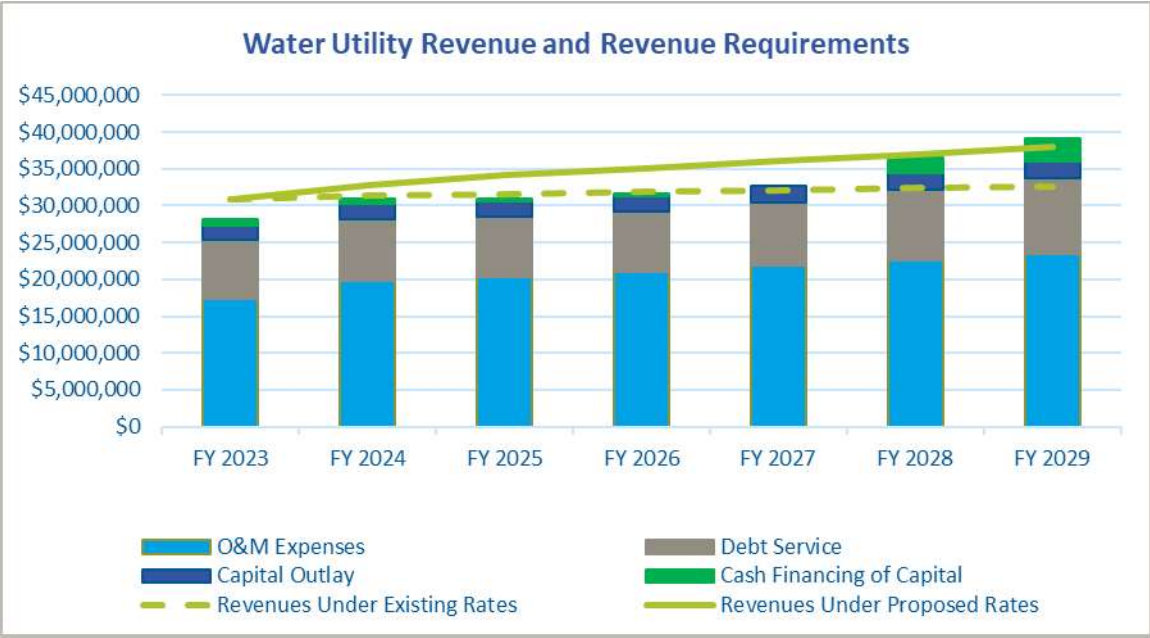 Water Utility Revenue and Revenue Requirements
$45,000,000
$40,000,000
$35,000,000
$30,000,000
$25,000,000
$20,000,000
$15,000,000
$10,000,000
$5,000,000
$0
FY 2023 FY 2024 FY 2025 FY 2026 FY 2027 FY 2028 FY 2029
O&M Expenses Debt Service
Capital Outlay Cash Financing of Capital
Revenues Under Existing Rates Revenues Under Proposed Rates